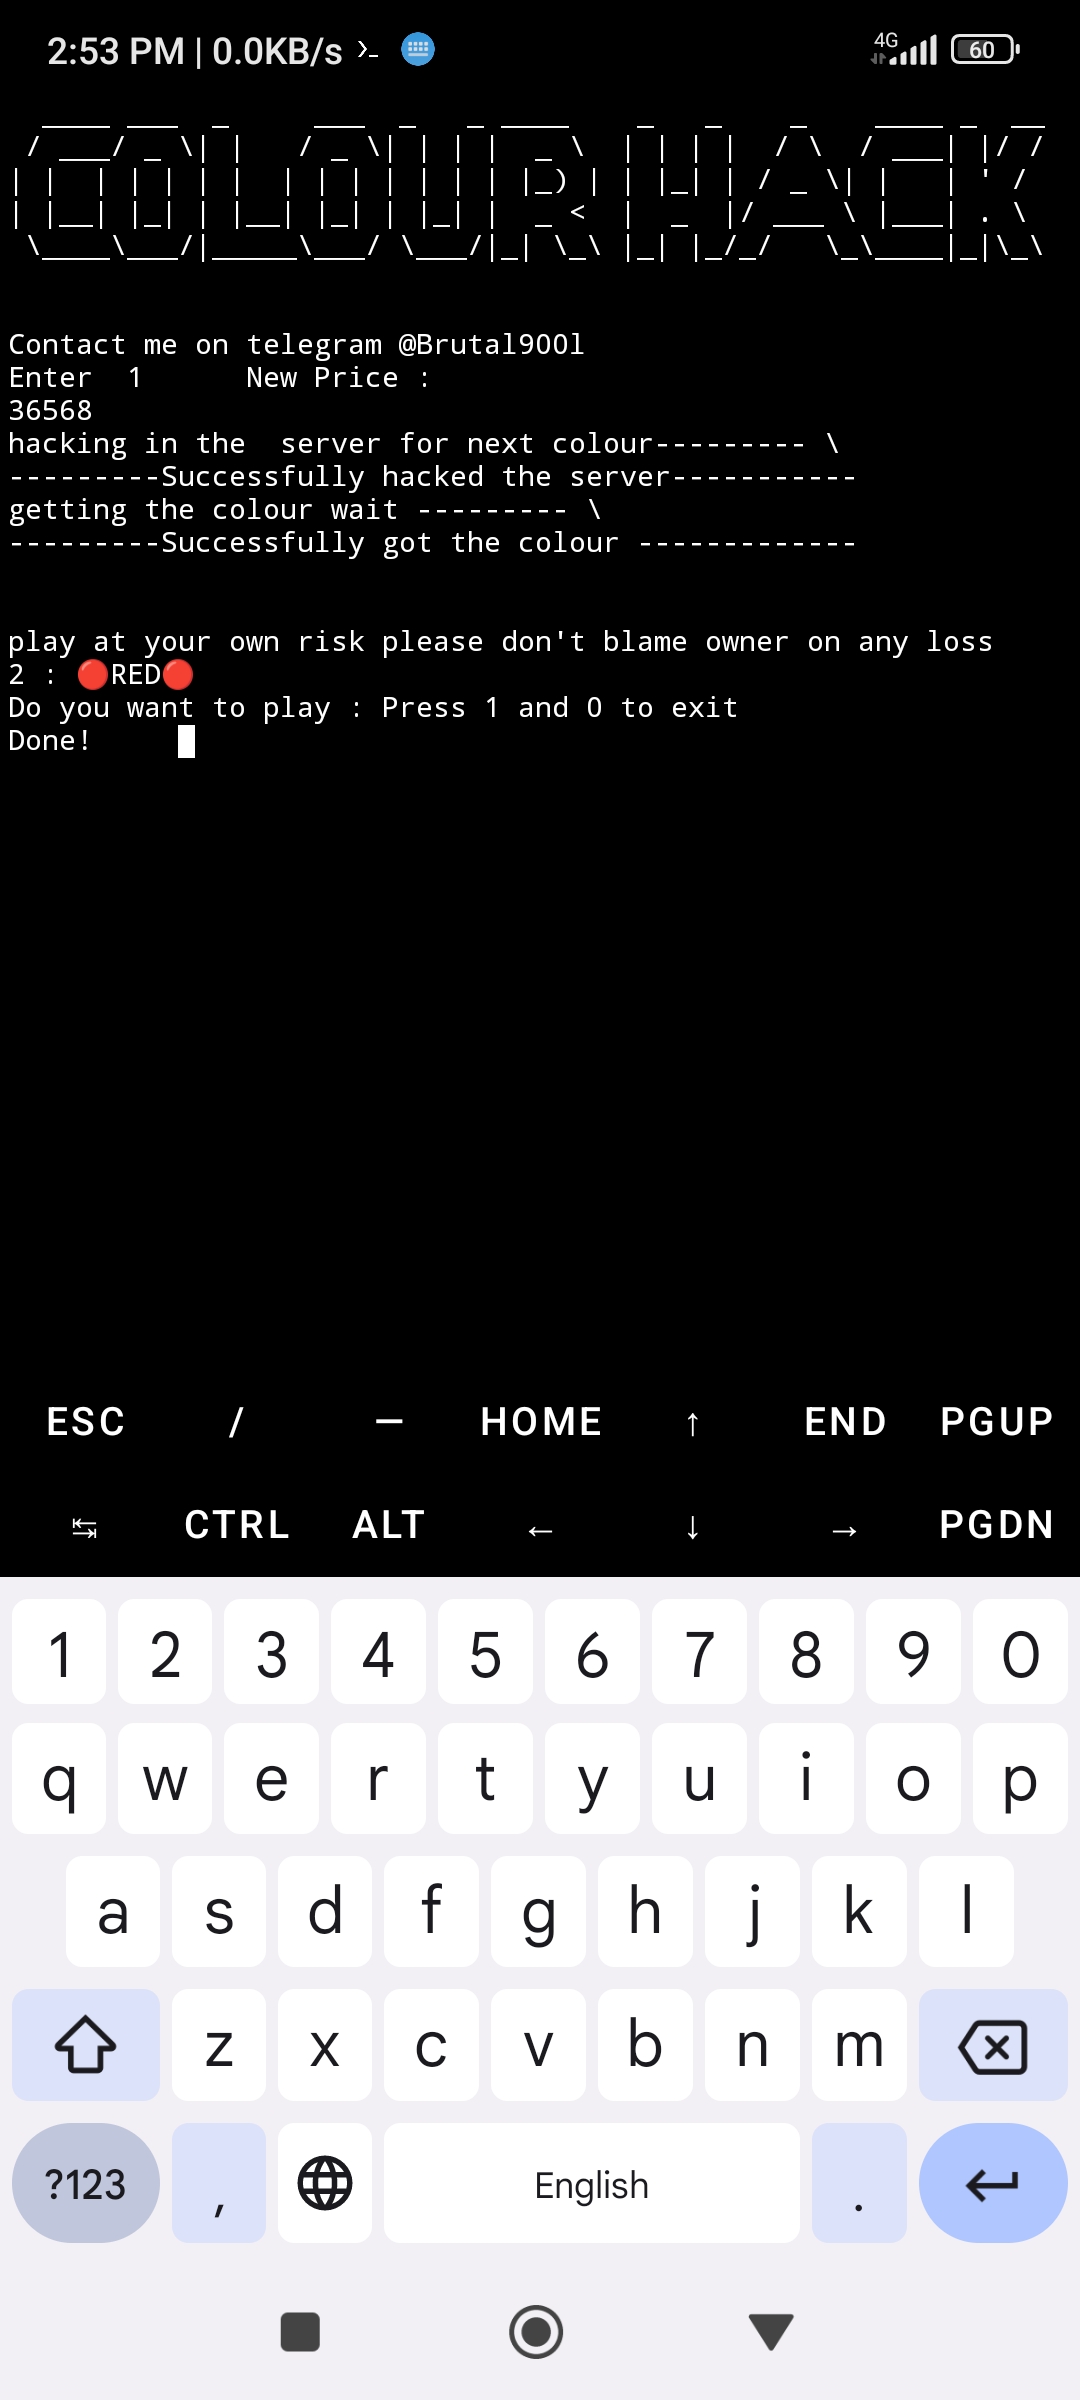 2:53 PM | 0.0KB/s >_ 4G 60
COLOUR HACK
Contact me on telegram @Brutal9OOl
Enter  1      New Price :
36568
hacking in the  server for next colour--------- \
---------Successfully hacked the server-----------
getting the colour wait --------- \
---------Successfully got the colour -------------
play at your own risk please don't blame owner on any loss
2 : 🔴RED🔴
Do you want to play : Press 1 and 0 to exit
Done!
ESC / — HOME ↑ END PGUP
↹ CTRL ALT ← ↓ → PGDN
1 2 3 4 5 6 7 8 9 0
q w e r t y u i o p
a s d f g h j k l
z x c v b n m
?123 , English .